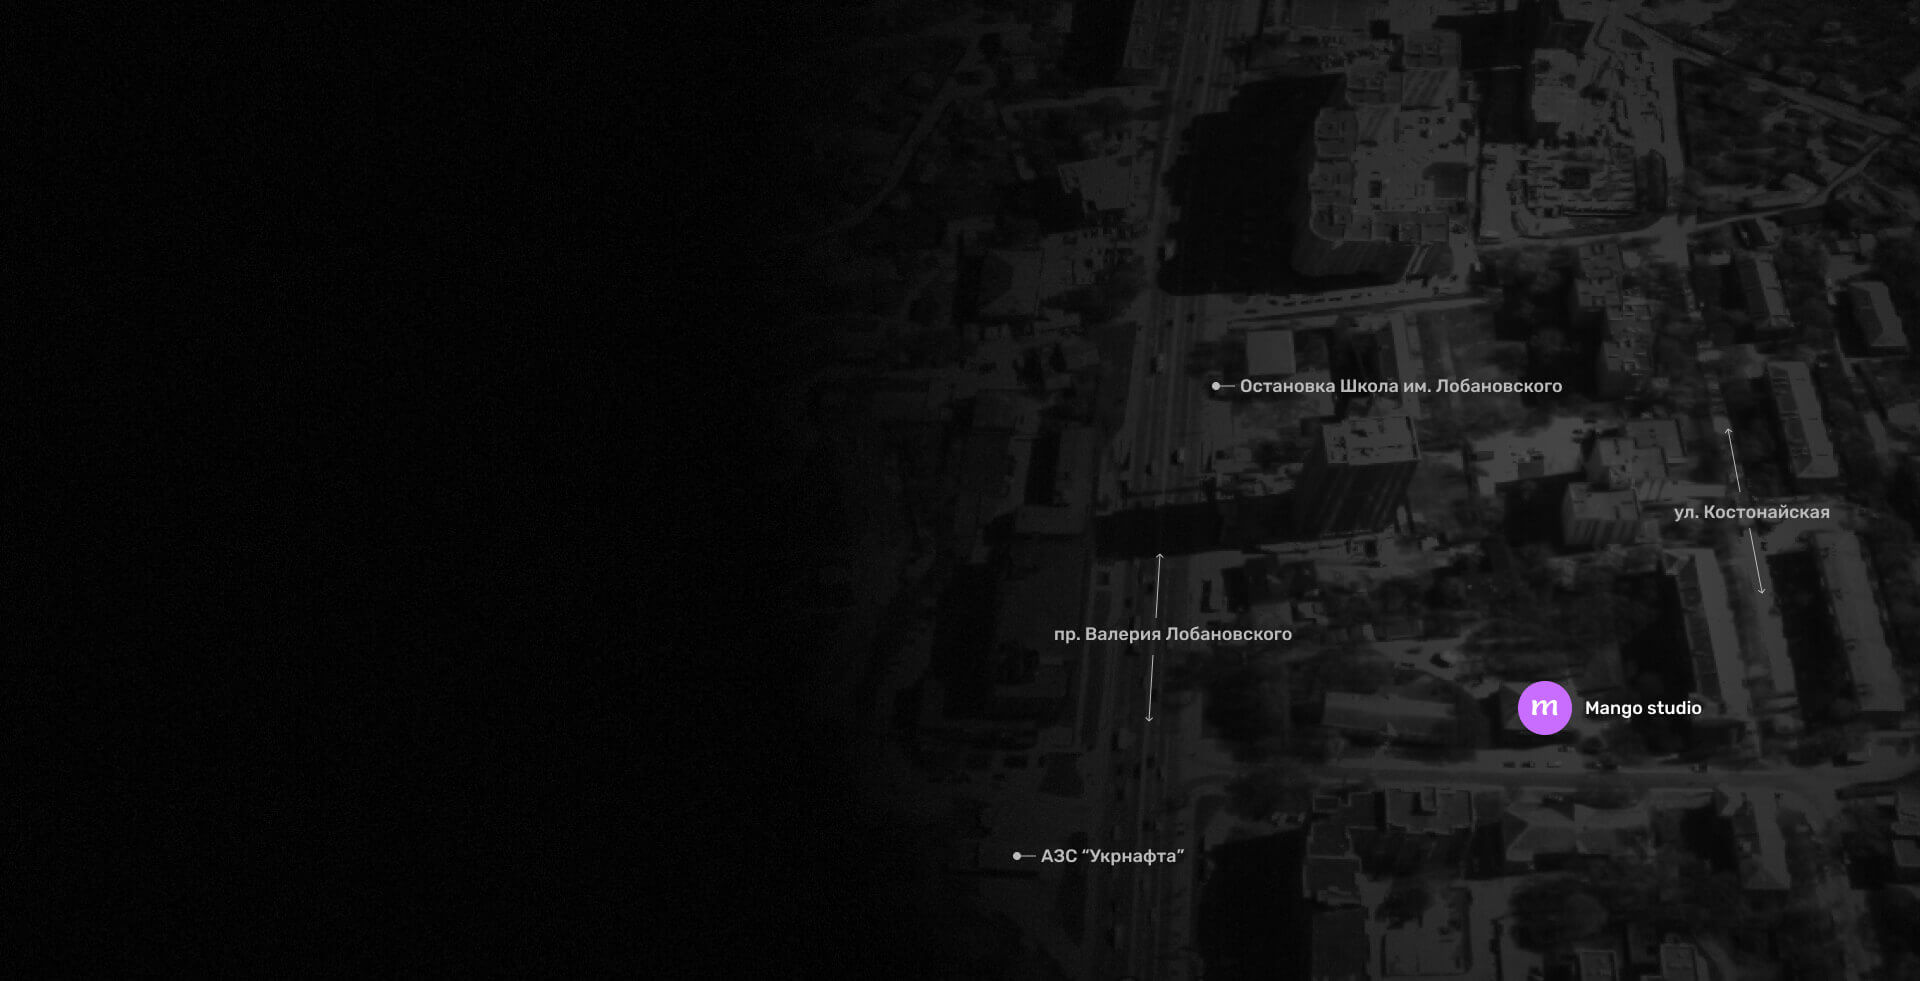 Остановка Школа им. Лобановского
ул. Костонайская
пр. Валерия Лобановского
m Mango studio
АЗС “Укрнафта”